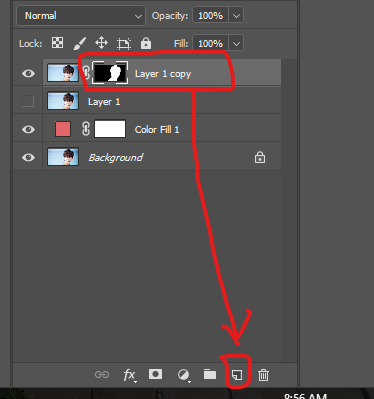 Normal Opacity: 100%
Lock: Fill: 100%
Layer 1 copy
Layer 1
Color Fill 1
Background
fx
8:56 AM